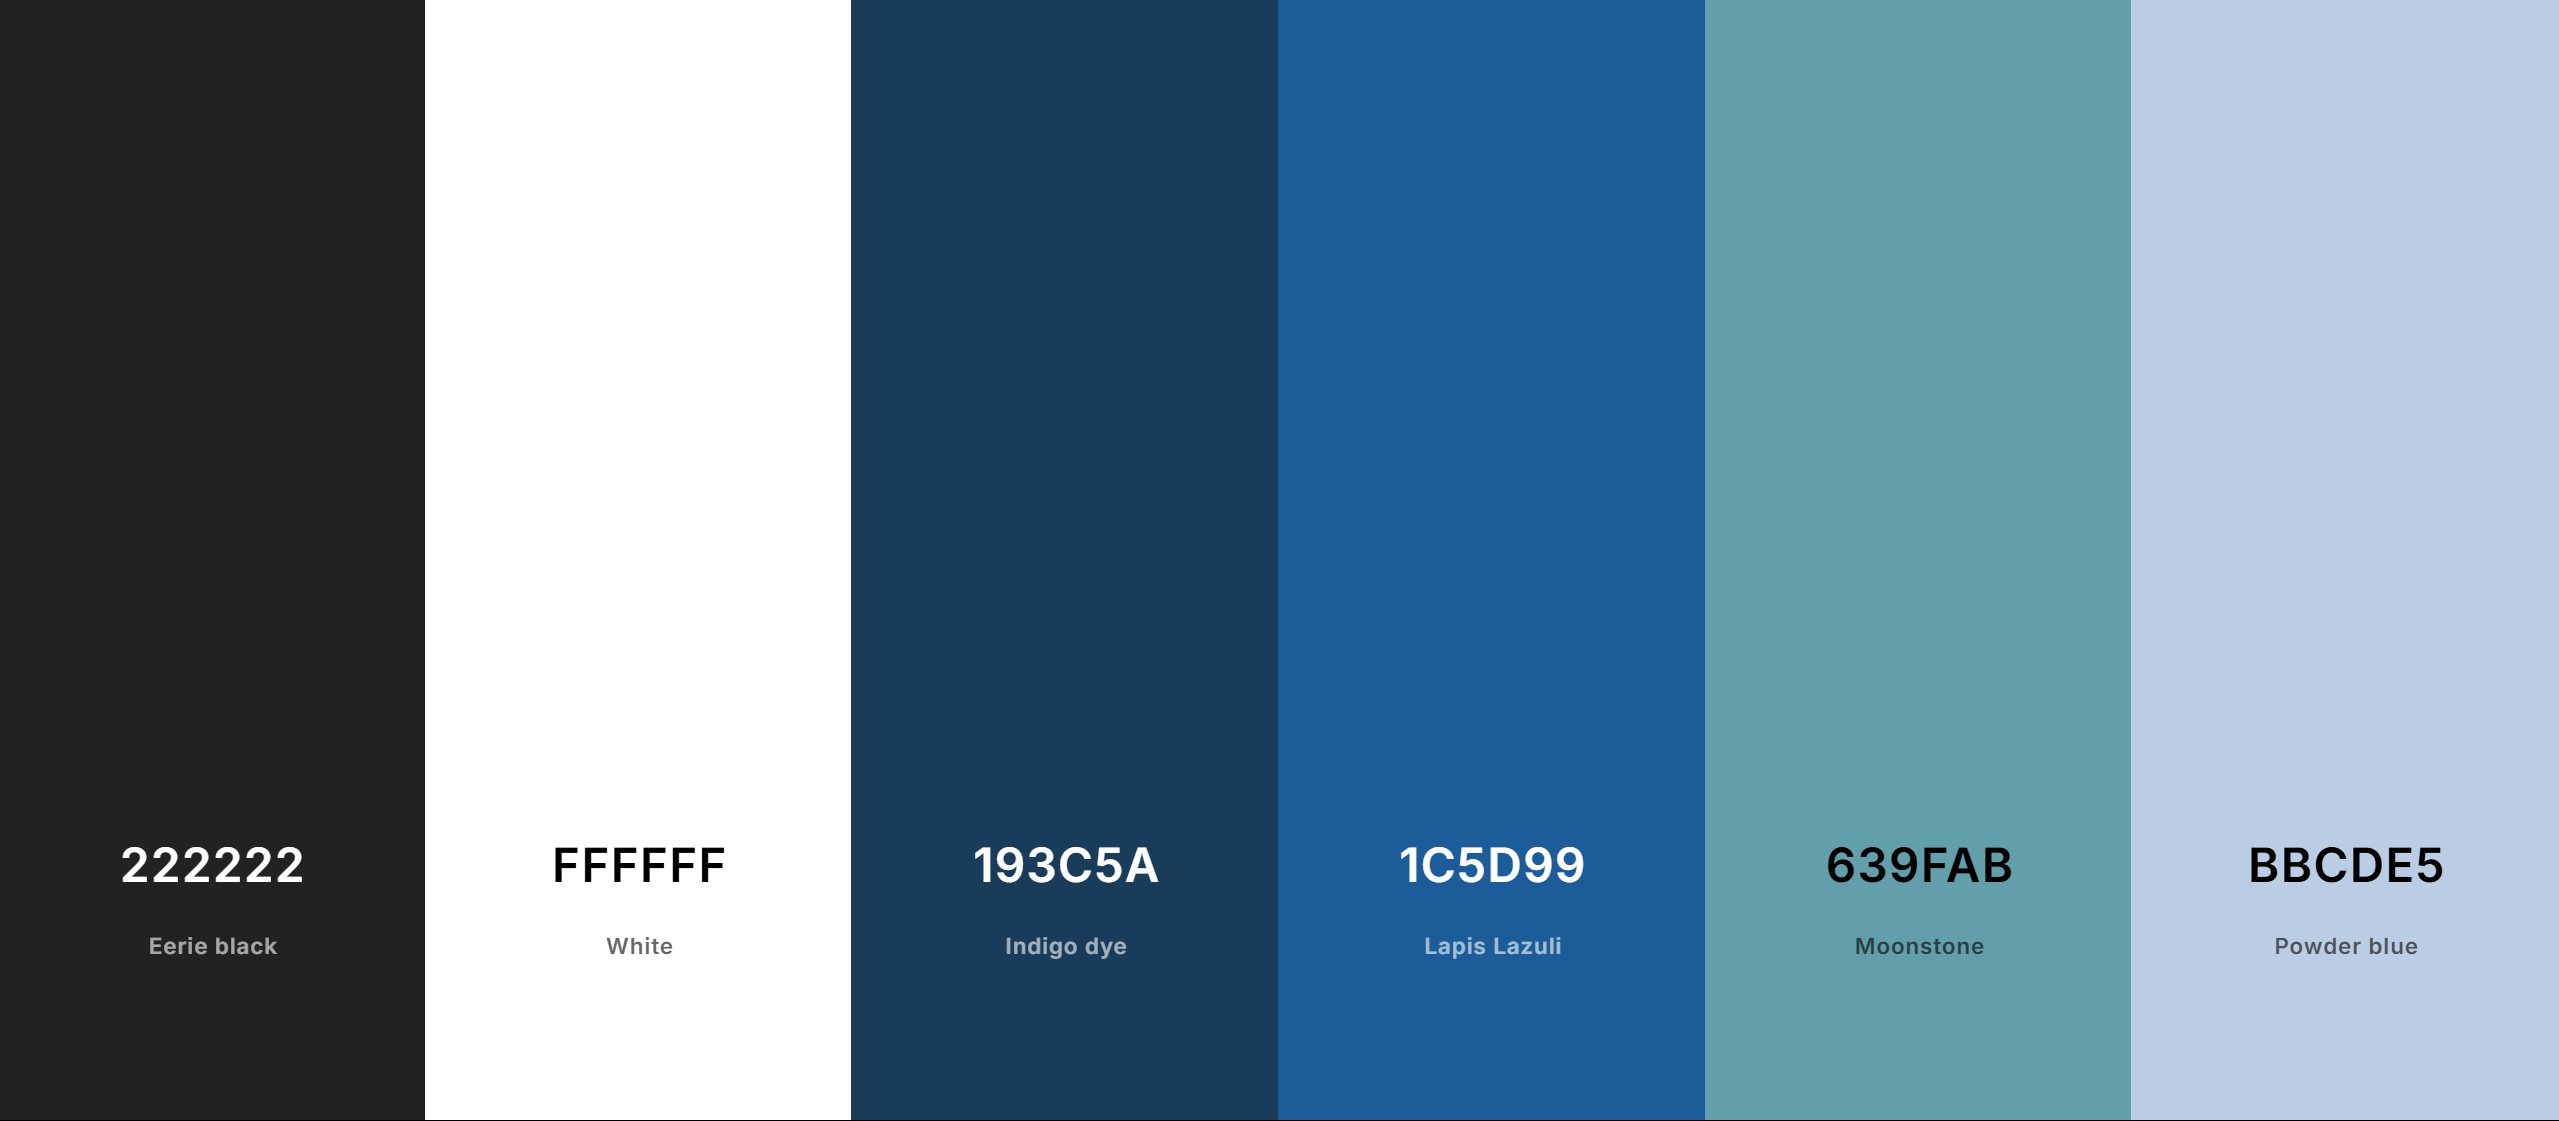 222222
Eerie black
FFFFFF
White
193C5A
Indigo dye
1C5D99
Lapis Lazuli
639FAB
Moonstone
BBCDE5
Powder blue